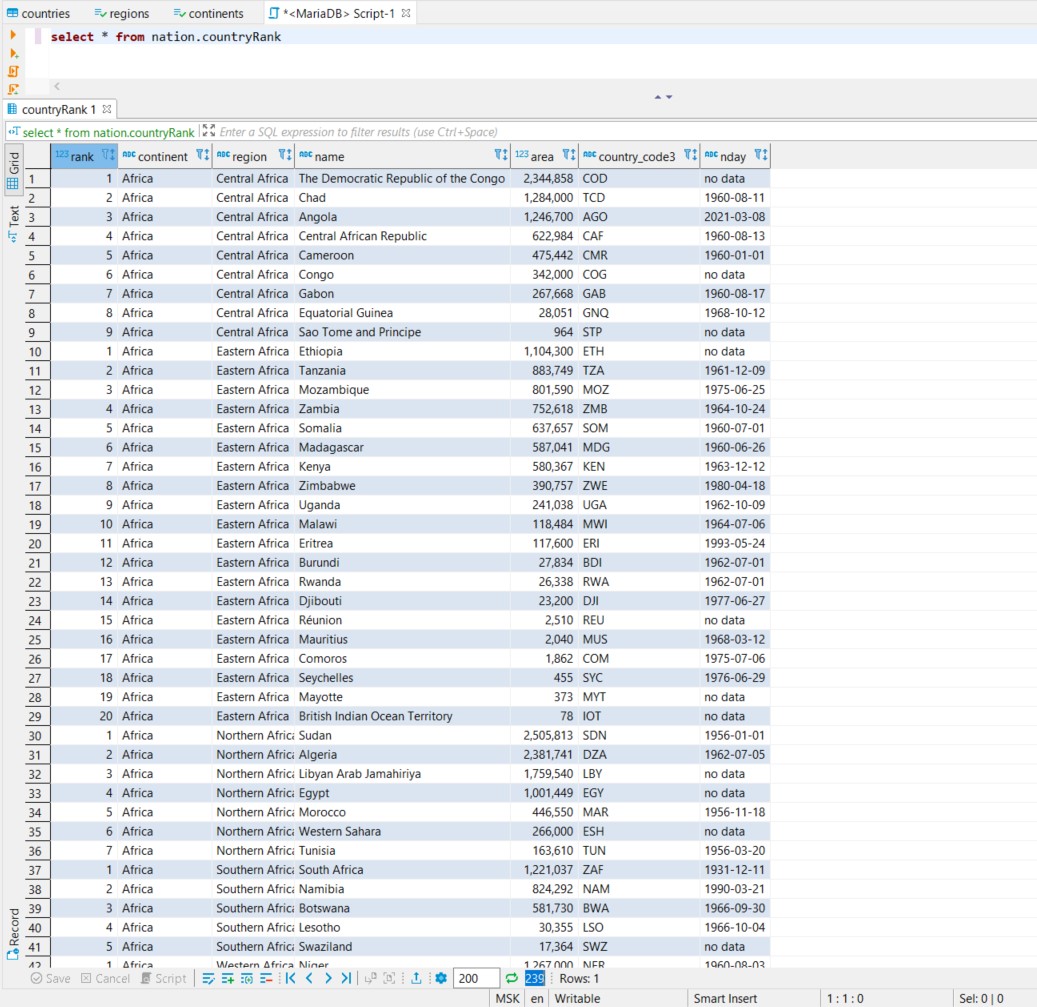 countries regions continents *<MariaDB> Script-1
select * from nation.countryRank
countryRank 1
select * from nation.countryRank Enter a SQL expression to filter results (use Ctrl+Space)
Grid
Text
Record
123 rank ABC continent ABC region ABC name 123 area ABC country_code3 ABC nday
1 1 Africa Central Africa The Democratic Republic of the Congo 2,344,858 COD no data
2 2 Africa Central Africa Chad 1,284,000 TCD 1960-08-11
3 3 Africa Central Africa Angola 1,246,700 AGO 2021-03-08
4 4 Africa Central Africa Central African Republic 622,984 CAF 1960-08-13
5 5 Africa Central Africa Cameroon 475,442 CMR 1960-01-01
6 6 Africa Central Africa Congo 342,000 COG no data
7 7 Africa Central Africa Gabon 267,668 GAB 1960-08-17
8 8 Africa Central Africa Equatorial Guinea 28,051 GNQ 1968-10-12
9 9 Africa Central Africa Sao Tome and Principe 964 STP no data
10 1 Africa Eastern Africa Ethiopia 1,104,300 ETH no data
11 2 Africa Eastern Africa Tanzania 883,749 TZA 1961-12-09
12 3 Africa Eastern Africa Mozambique 801,590 MOZ 1975-06-25
13 4 Africa Eastern Africa Zambia 752,618 ZMB 1964-10-24
14 5 Africa Eastern Africa Somalia 637,657 SOM 1960-07-01
15 6 Africa Eastern Africa Madagascar 587,041 MDG 1960-06-26
16 7 Africa Eastern Africa Kenya 580,367 KEN 1963-12-12
17 8 Africa Eastern Africa Zimbabwe 390,757 ZWE 1980-04-18
18 9 Africa Eastern Africa Uganda 241,038 UGA 1962-10-09
19 10 Africa Eastern Africa Malawi 118,484 MWI 1964-07-06
20 11 Africa Eastern Africa Eritrea 117,600 ERI 1993-05-24
21 12 Africa Eastern Africa Burundi 27,834 BDI 1962-07-01
22 13 Africa Eastern Africa Rwanda 26,338 RWA 1962-07-01
23 14 Africa Eastern Africa Djibouti 23,200 DJI 1977-06-27
24 15 Africa Eastern Africa Réunion 2,510 REU no data
25 16 Africa Eastern Africa Mauritius 2,040 MUS 1968-03-12
26 17 Africa Eastern Africa Comoros 1,862 COM 1975-07-06
27 18 Africa Eastern Africa Seychelles 455 SYC 1976-06-29
28 19 Africa Eastern Africa Mayotte 373 MYT no data
29 20 Africa Eastern Africa British Indian Ocean Territory 78 IOT no data
30 1 Africa Northern Africa Sudan 2,505,813 SDN 1956-01-01
31 2 Africa Northern Africa Algeria 2,381,741 DZA 1962-07-05
32 3 Africa Northern Africa Libyan Arab Jamahiriya 1,759,540 LBY no data
33 4 Africa Northern Africa Egypt 1,001,449 EGY no data
34 5 Africa Northern Africa Morocco 446,550 MAR 1956-11-18
35 6 Africa Northern Africa Western Sahara 266,000 ESH no data
36 7 Africa Northern Africa Tunisia 163,610 TUN 1956-03-20
37 1 Africa Southern Africa South Africa 1,221,037 ZAF 1931-12-11
38 2 Africa Southern Africa Namibia 824,292 NAM 1990-03-21
39 3 Africa Southern Africa Botswana 581,730 BWA 1966-09-30
40 4 Africa Southern Africa Lesotho 30,355 LSO 1966-10-04
41 5 Africa Southern Africa Swaziland 17,364 SWZ no data
42 1 Africa Western Africa Niger 1,267,000 NER 1960-08-03
Save Cancel Script 200 239 Rows: 1
MSK en Writable Smart Insert 1 : 1 : 0 Sel: 0 | 0